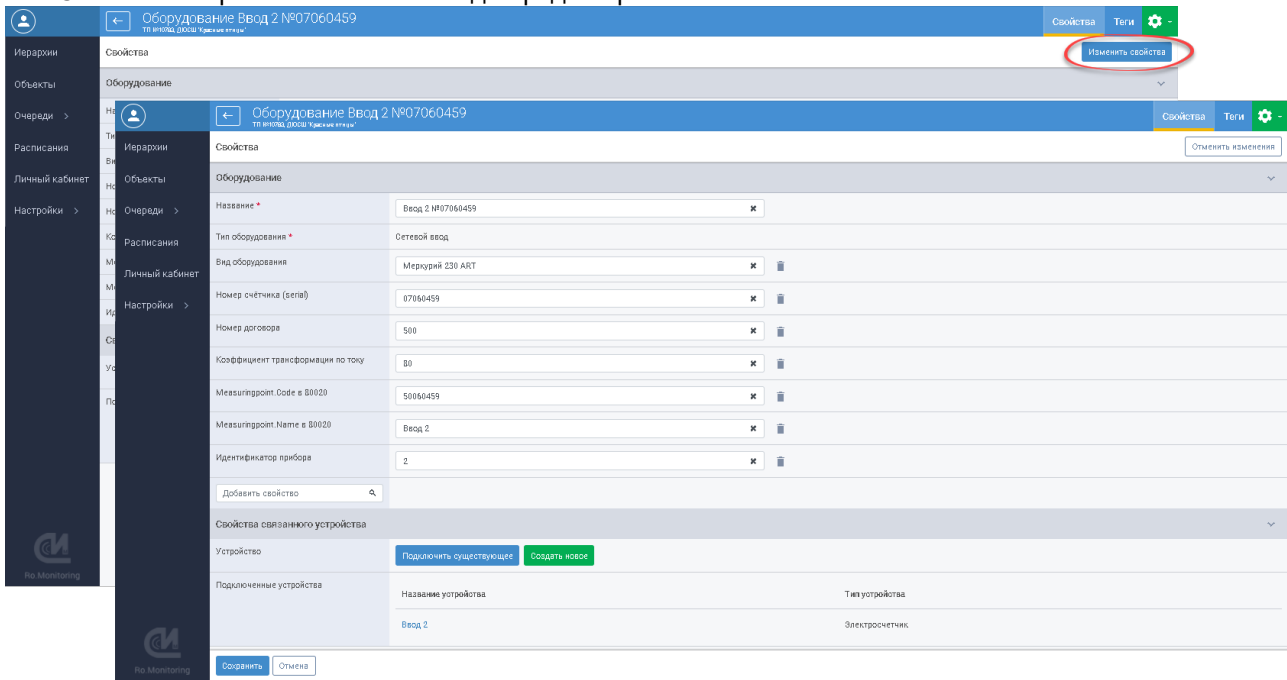 Оборудование Ввод 2 №07060459
ТП №10788, ДЮСШ "Красные птицы"
Свойства
Теги
Иерархии
Свойства
Изменить свойства
Объекты
Оборудование
Очереди >
Расписания
Личный кабинет
Настройки >
Ro.Monitoring
Оборудование Ввод 2 №07060459
ТП №10788, ДЮСШ "Красные птицы"
Свойства
Теги
Иерархии
Свойства
Отменить изменения
Объекты
Оборудование
Очереди >
Название *
Ввод 2 №07060459
Расписания
Тип оборудования *
Сетевой ввод
Личный кабинет
Вид оборудования
Меркурий 230 ART
Настройки >
Номер счётчика (serial)
07060459
Номер договора
500
Коэффициент трансформации по току
80
Measuringpoint.Code в 80020
50060459
Measuringpoint.Name в 80020
Ввод 2
Идентификатор прибора
2
Добавить свойство
Свойства связанного устройства
Устройство
Подключить существующее
Создать новое
Подключенные устройства
Название устройства
Тип устройства
Ввод 2
Электросчетчик
Ro.Monitoring
Сохранить
Отмена